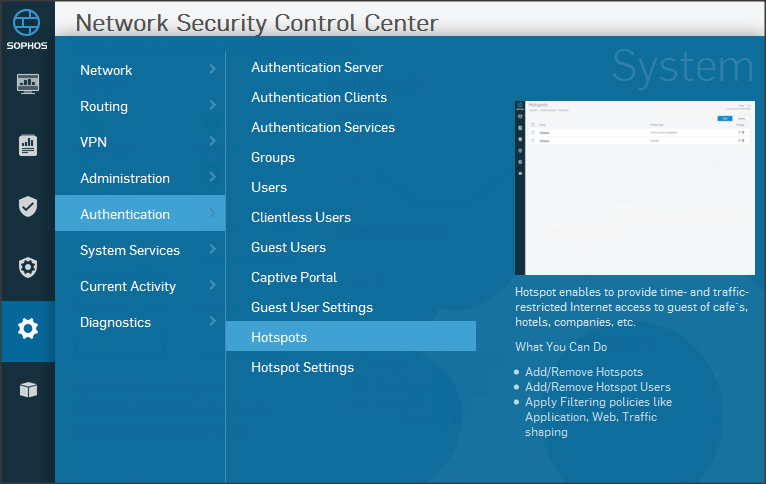 Network Security Control Center
SOPHOS
System
Network
Routing
VPN
Administration
Authentication
System Services
Current Activity
Diagnostics
Authentication Server
Authentication Clients
Authentication Services
Groups
Users
Clientless Users
Guest Users
Captive Portal
Guest User Settings
Hotspots
Hotspot Settings
Hotspots
Hotspot enables to provide time- and traffic-
restricted Internet access to guest of cafe`s,
hotels, companies, etc.
What You Can Do
Add/Remove Hotspots
Add/Remove Hotspot Users
Apply Filtering policies like
Application, Web, Traffic
shaping